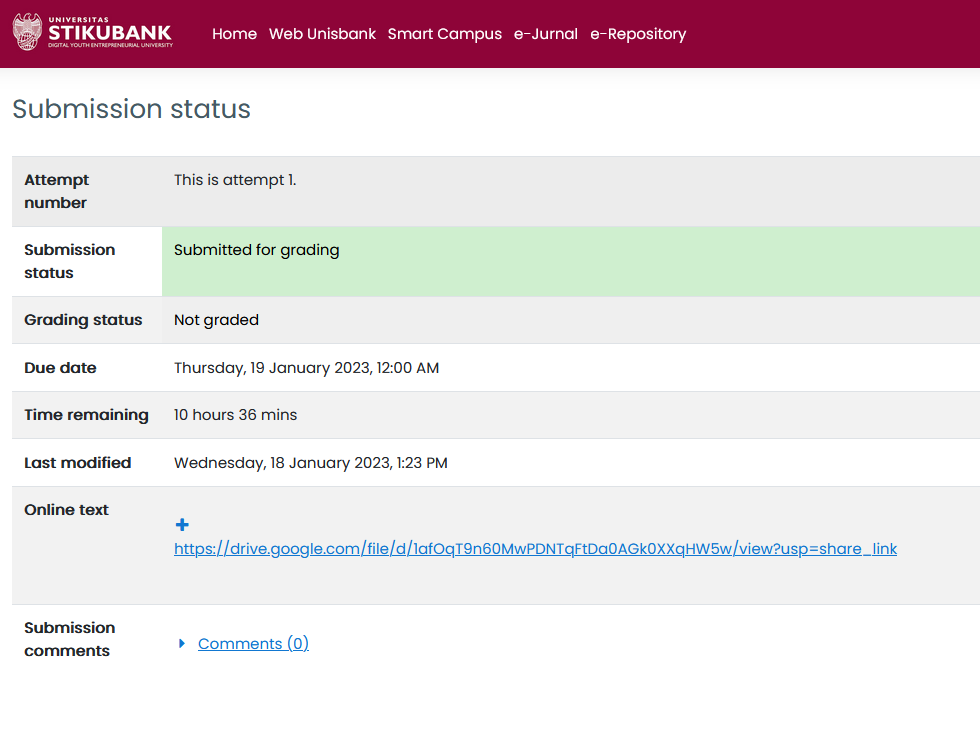 UNIVERSITAS
STIKUBANK
DIGITAL YOUTH ENTREPRENEURIAL UNIVERSITY
Home Web Unisbank Smart Campus e-Jurnal e-Repository
Submission status
Attempt number This is attempt 1.
Submission status Submitted for grading
Grading status Not graded
Due date Thursday, 19 January 2023, 12:00 AM
Time remaining 10 hours 36 mins
Last modified Wednesday, 18 January 2023, 1:23 PM
Online text
https://drive.google.com/file/d/1afOqT9n60MwPDNTqFtDa0AGk0XXqHW5w/view?usp=share_link
Submission comments Comments (0)